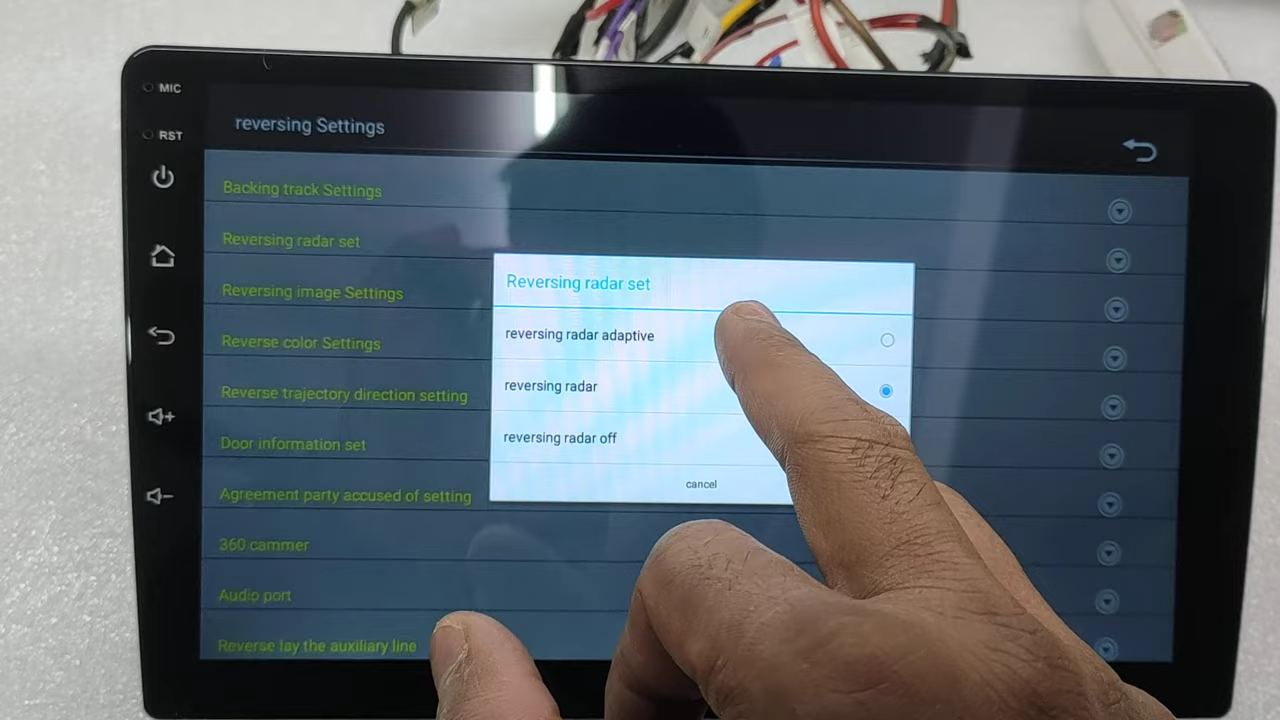 MIC
RST
reversing Settings
Backing track Settings
Reversing radar set
Reversing image Settings
Reverse color Settings
Reverse trajectory direction setting
Door information set
Agreement party accused of setting
360 cammer
Audio port
Reverse lay the auxiliary line
Reversing radar set
reversing radar adaptive
reversing radar
reversing radar off
cancel